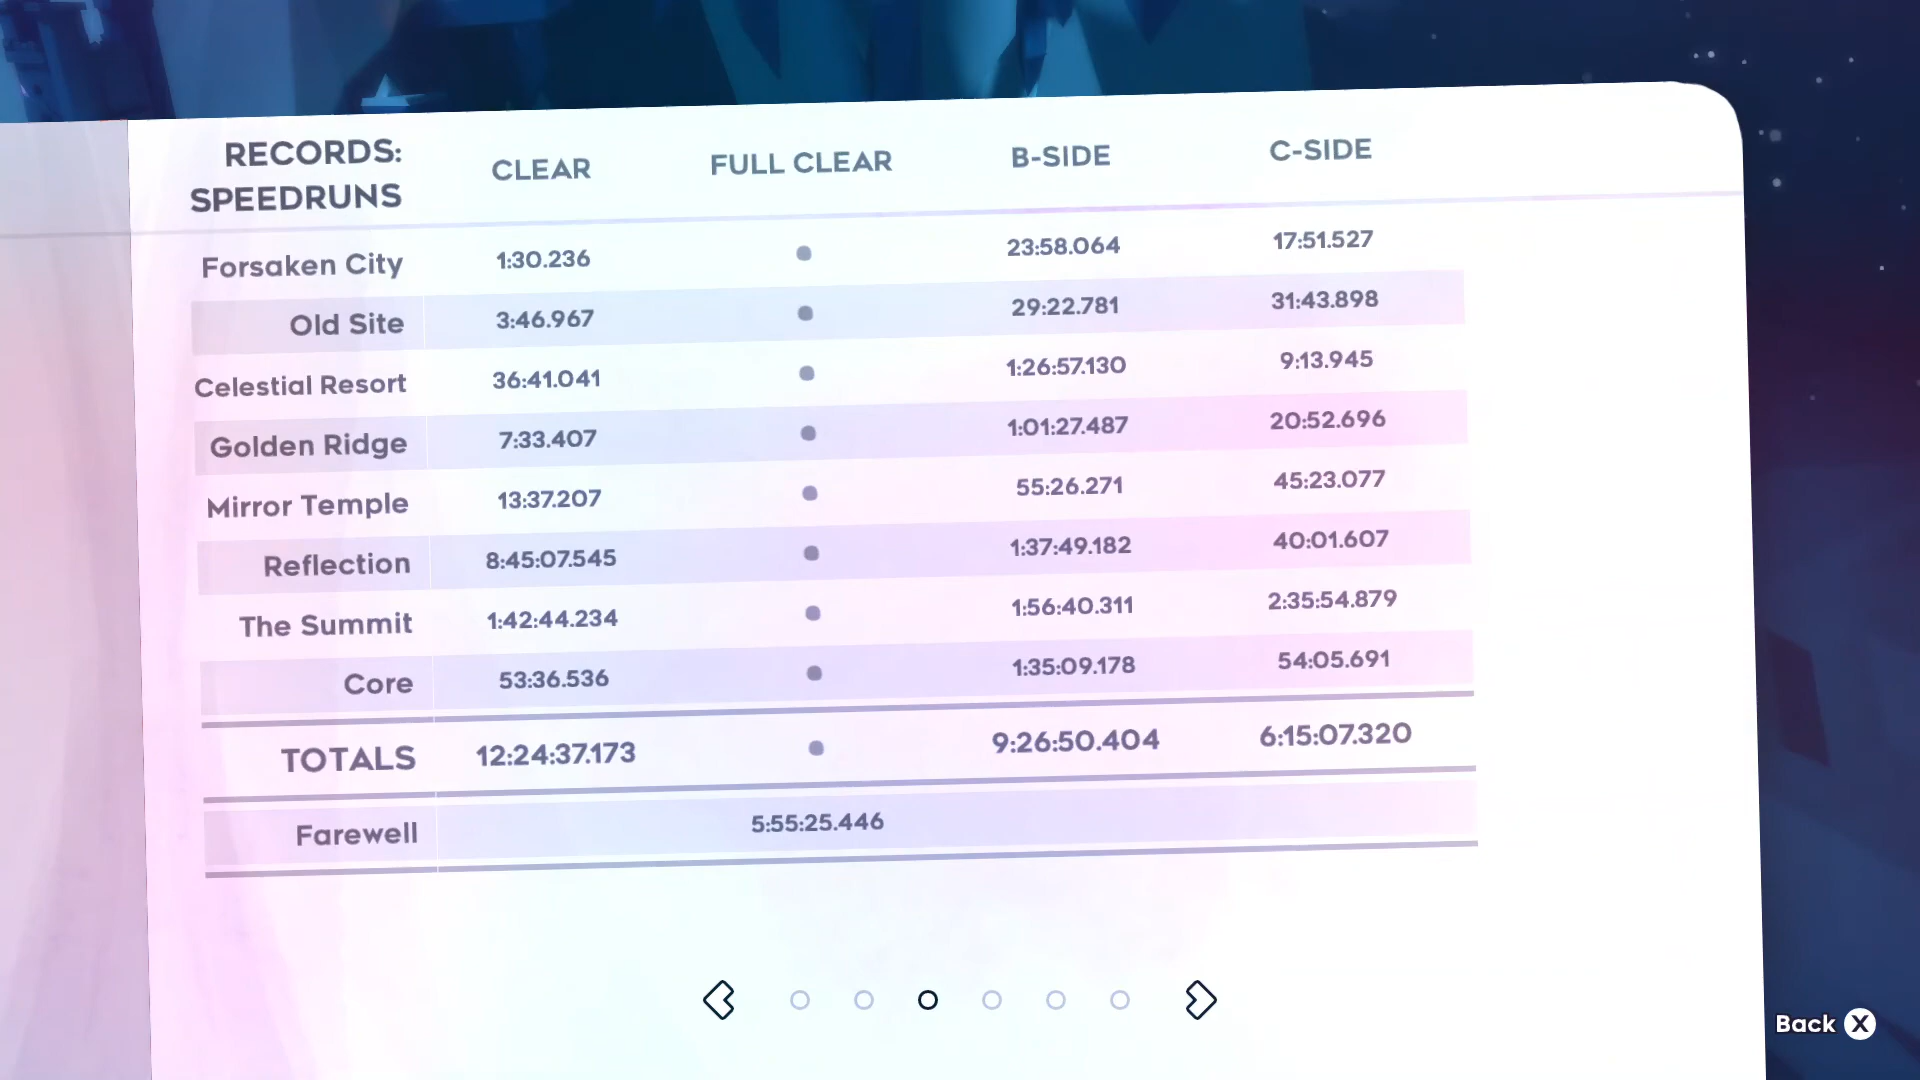 RECORDS:
SPEEDRUNS
CLEAR FULL CLEAR B-SIDE C-SIDE
Forsaken City 1:30.236 23:58.064 17:51.527
Old Site 3:46.967 29:22.781 31:43.898
Celestial Resort 36:41.041 1:26:57.130 9:13.945
Golden Ridge 7:33.407 1:01:27.487 20:52.696
Mirror Temple 13:37.207 55:26.271 45:23.077
Reflection 8:45:07.545 1:37:49.182 40:01.607
The Summit 1:42:44.234 1:56:40.311 2:35:54.879
Core 53:36.536 1:35:09.178 54:05.691
TOTALS 12:24:37.173 9:26:50.404 6:15:07.320
Farewell 5:55:25.446
Back X